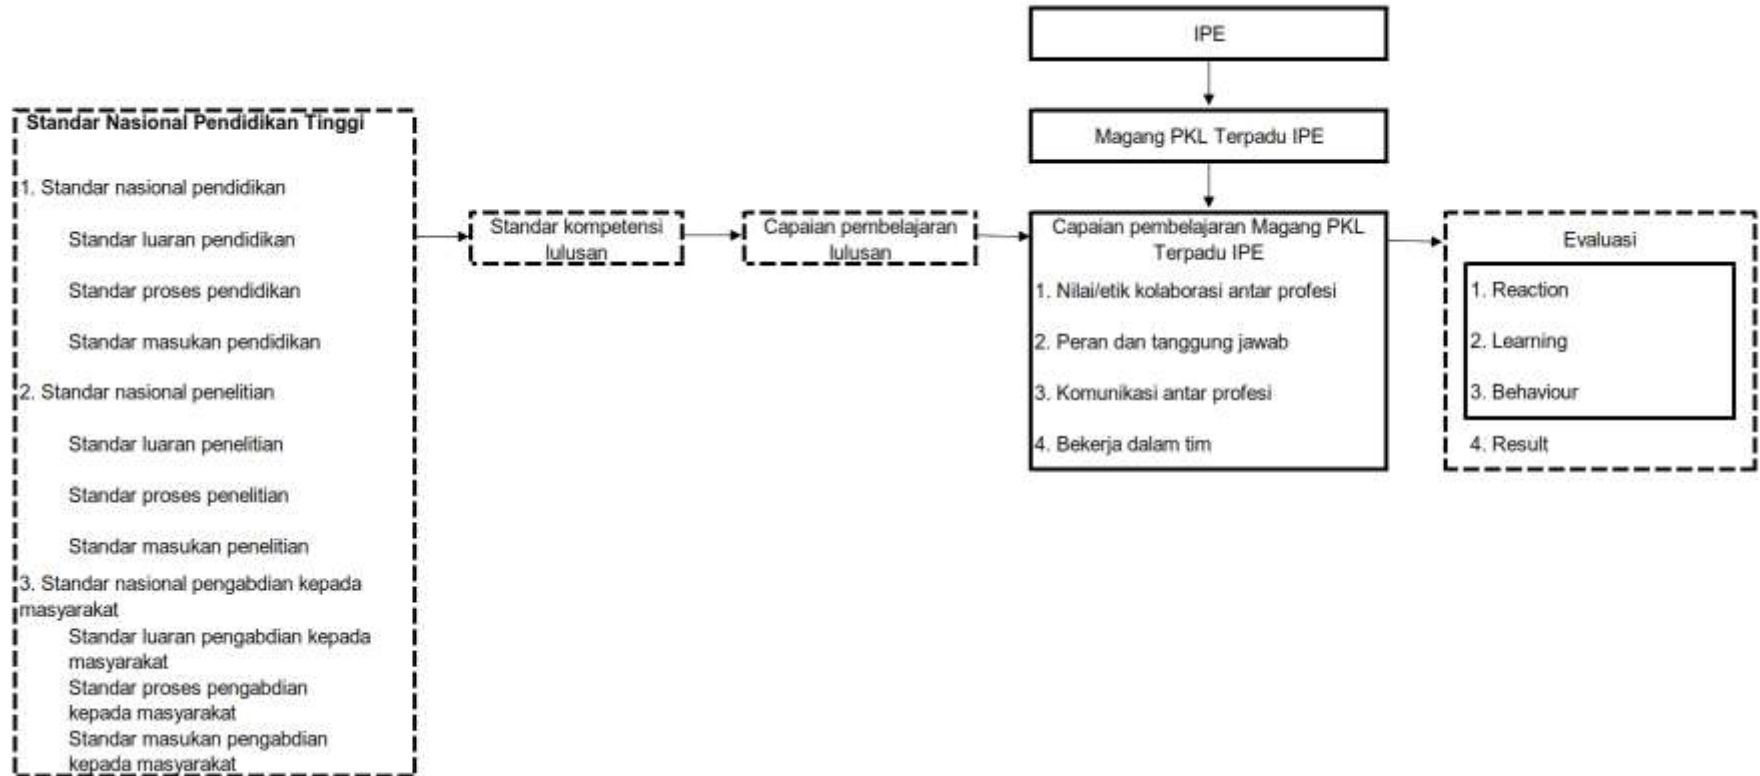 IPE
Magang PKL Terpadu IPE
Standar Nasional Pendidikan Tinggi
1. Standar nasional pendidikan
Standar luaran pendidikan
Standar proses pendidikan
Standar masukan pendidikan
2. Standar nasional penelitian
Standar luaran penelitian
Standar proses penelitian
Standar masukan penelitian
3. Standar nasional pengabdian kepada
masyarakat
Standar luaran pengabdian kepada
masyarakat
Standar proses pengabdian
kepada masyarakat
Standar masukan pengabdian
kepada masyarakat
Standar kompetensi
lulusan
Capaian pembelajaran
lulusan
Capaian pembelajaran Magang PKL
Terpadu IPE
1. Nilai/etik kolaborasi antar profesi
2. Peran dan tanggung jawab
3. Komunikasi antar profesi
4. Bekerja dalam tim
Evaluasi
1. Reaction
2. Learning
3. Behaviour
4. Result